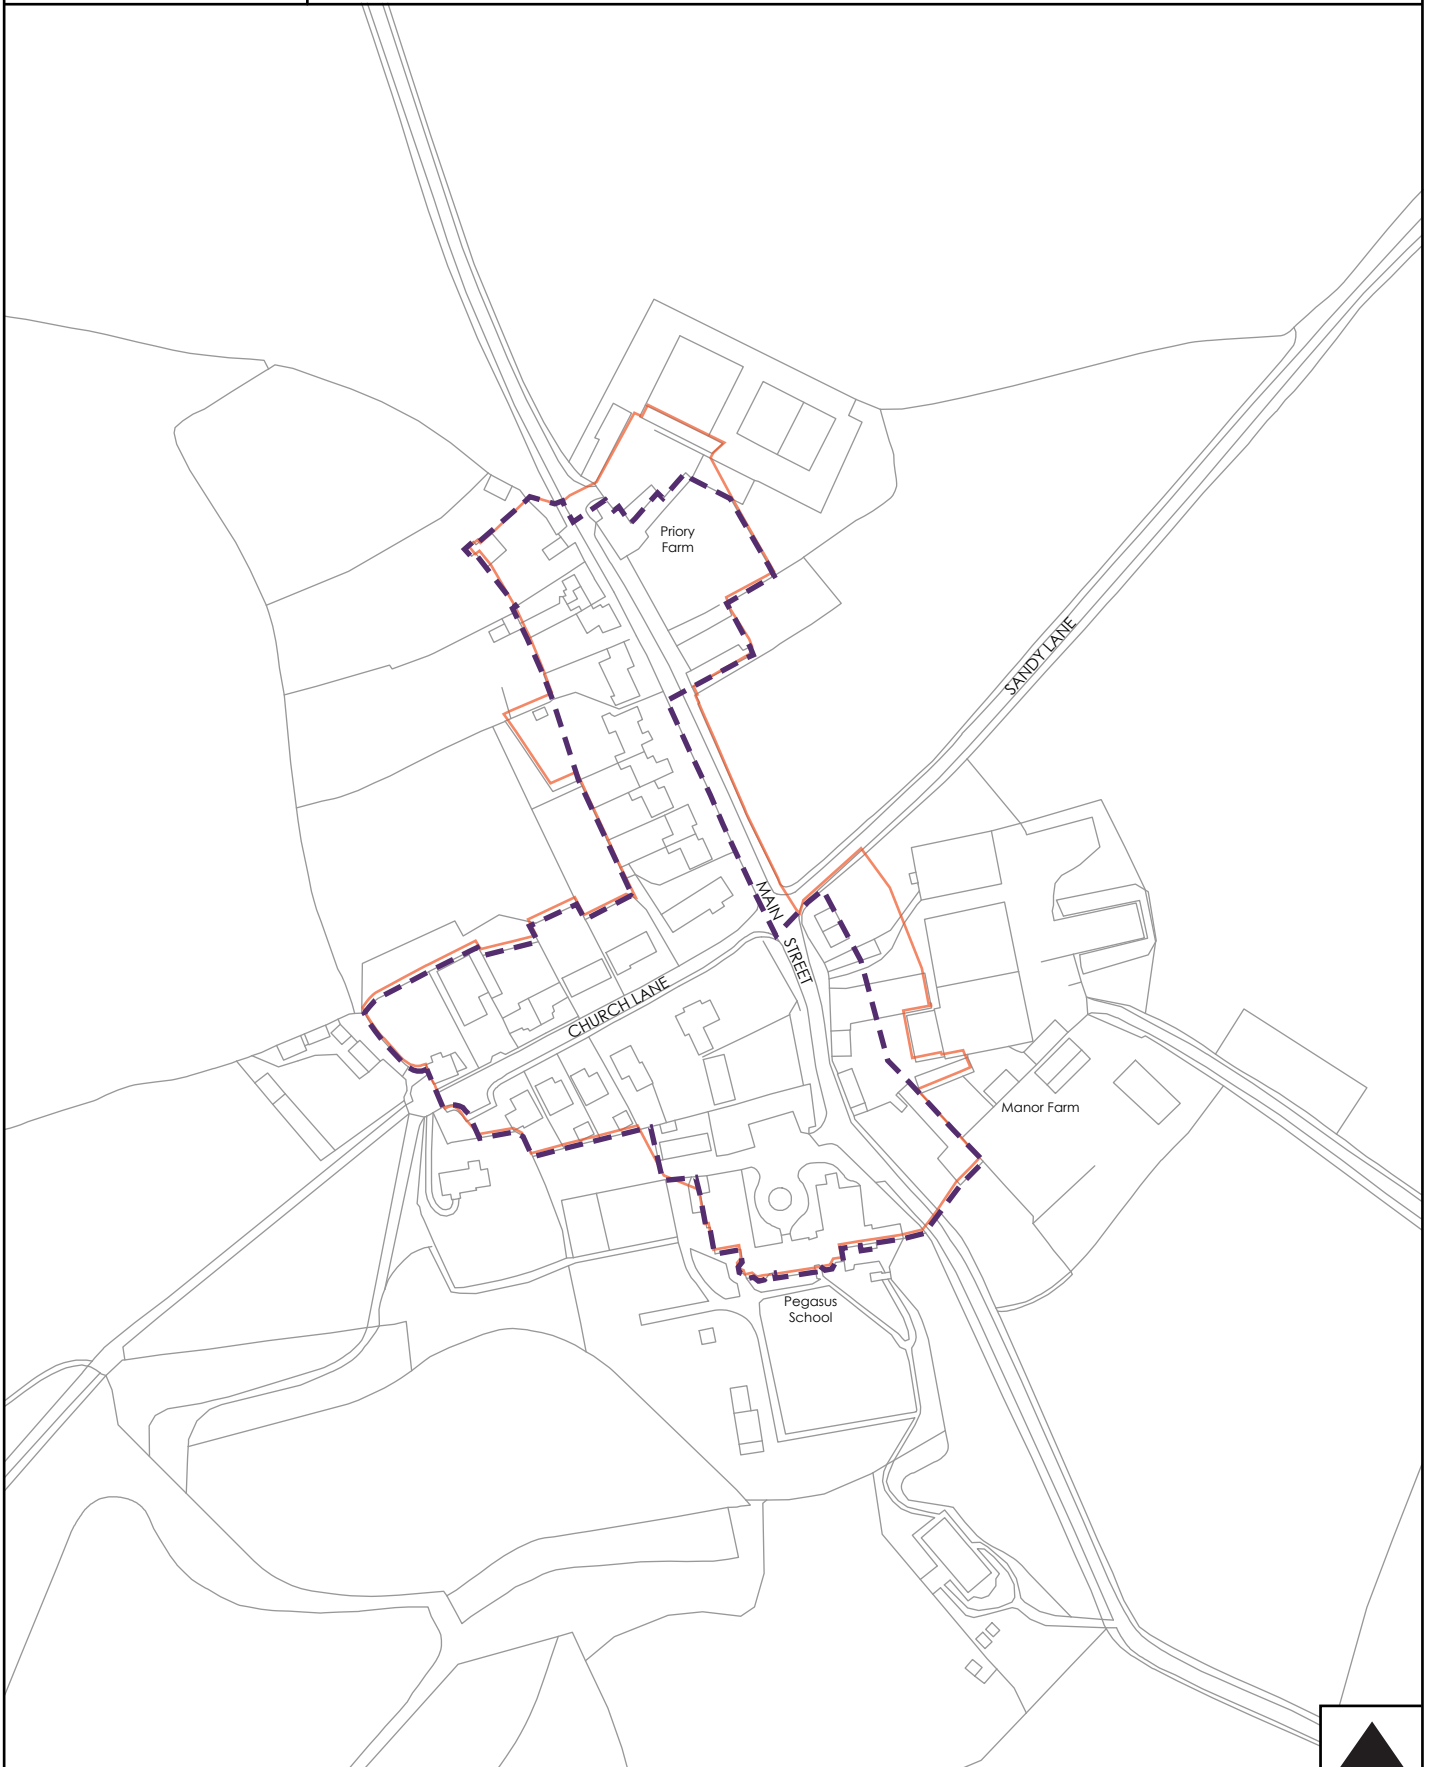 Priory
Farm
SANDY LANE
MAIN
STREET
CHURCH LANE
Manor Farm
Pegasus
School